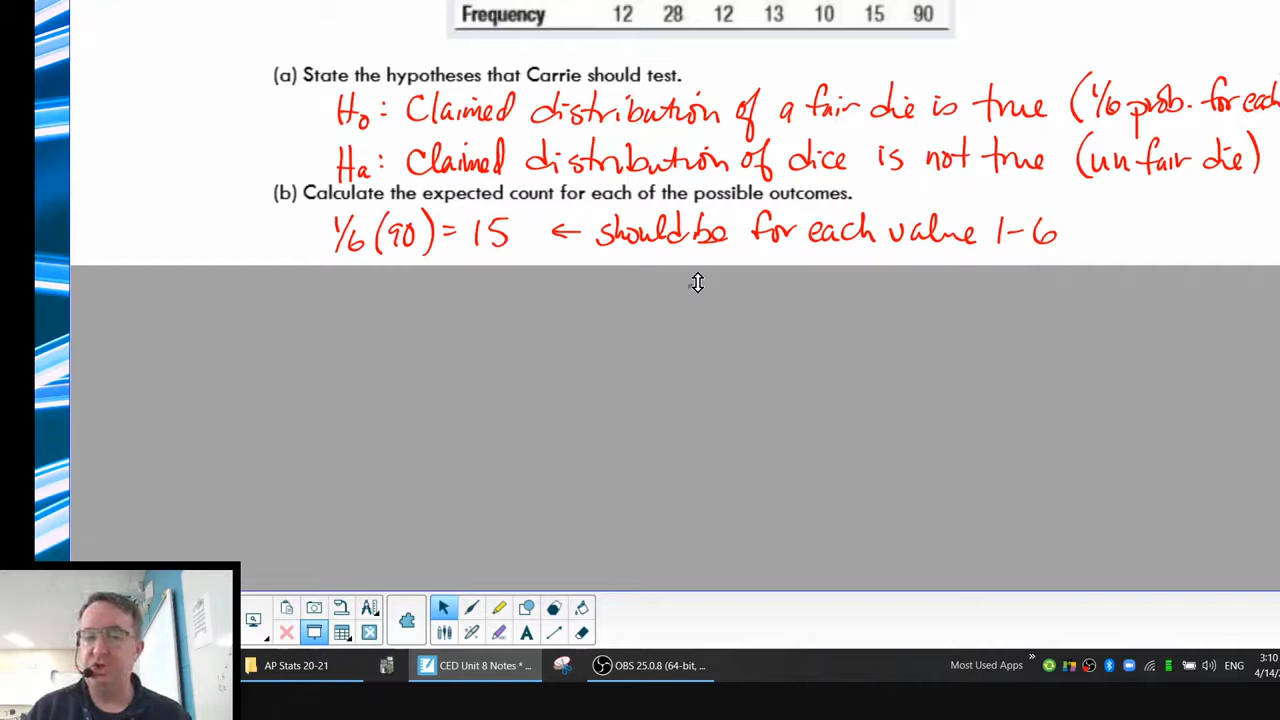 Frequency 12 28 12 13 10 15 90
(a) State the hypotheses that Carrie should test.
H₀: Claimed distribution of a fair die is true (1/6 prob. for each
Hₐ: Claimed distribution of dice is not true (unfair die)
(b) Calculate the expected count for each of the possible outcomes.
1/6 (90) = 15 ← should be for each value 1-6
AP Stats 20-21
CED Unit 8 Notes * ...
OBS 25.0.8 (64-bit, ...
Most Used Apps
ENG
3:10
4/14/2